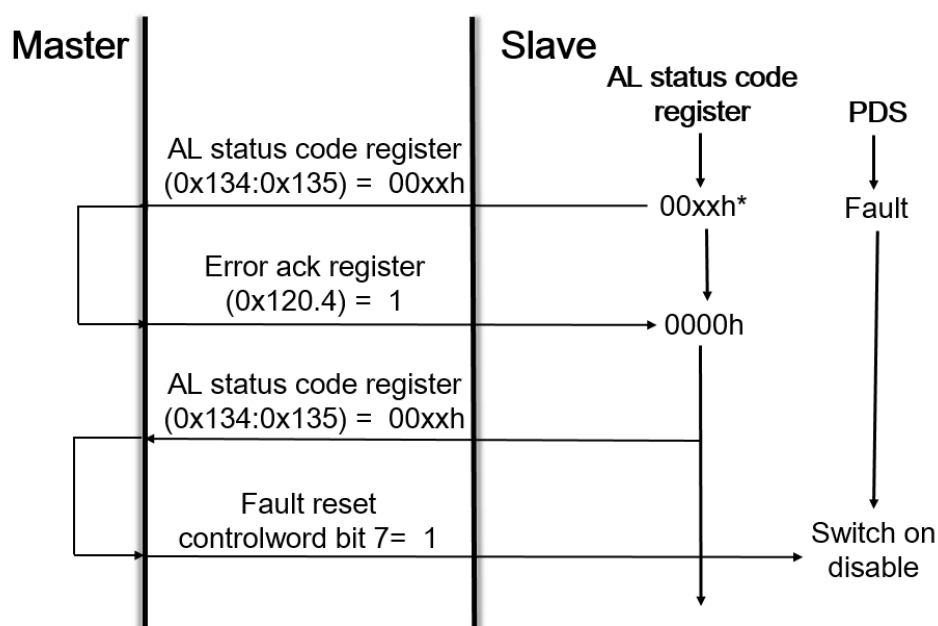 Master
Slave
AL status code
register
PDS
AL status code register
(0x134:0x135) = 00xxh
00xxh*
Fault
Error ack register
(0x120.4) = 1
0000h
AL status code register
(0x134:0x135) = 00xxh
Fault reset
controlword bit 7= 1
Switch on
disable